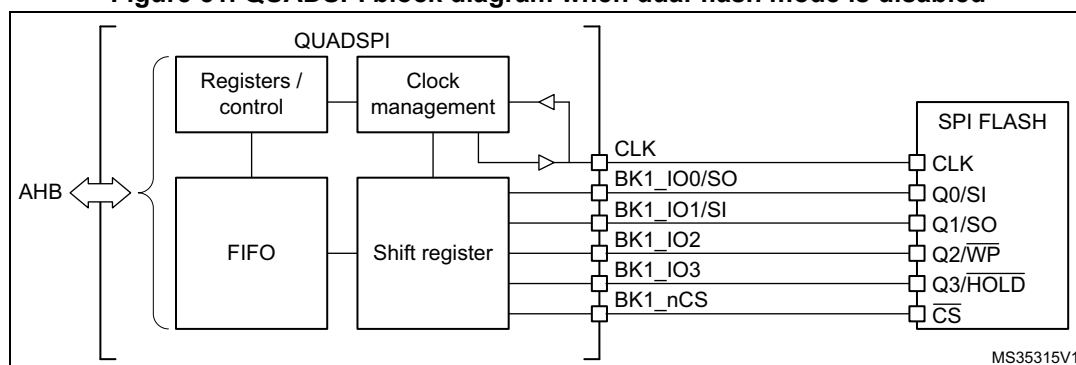 Figure 61. QUADSPI block diagram when dual-flash mode is disabled
QUADSPI
Registers /
control
Clock
management
SPI FLASH
AHB
FIFO
Shift register
CLK
BK1_IO0/SO
BK1_IO1/SI
BK1_IO2
BK1_IO3
BK1_nCS
CLK
Q0/SI
Q1/SO
Q2/WP
Q3/HOLD
CS
MS35315V1